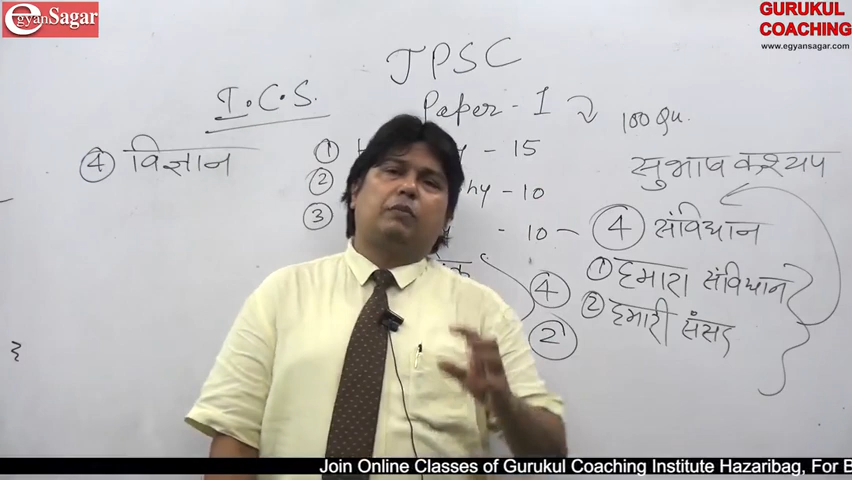 egyanSagar
GURUKUL
COACHING
www.egyansagar.com
JPSC
I.C.S.
Paper - 1
100 Qu.
④ विज्ञान
① - 15
सुभाष कश्यप
② - 10
③ - 10 - ④ संविधान
① हमारा संविधान
④
② हमारी संसद
2
Join Online Classes of Gurukul Coaching Institute Hazaribag, For B